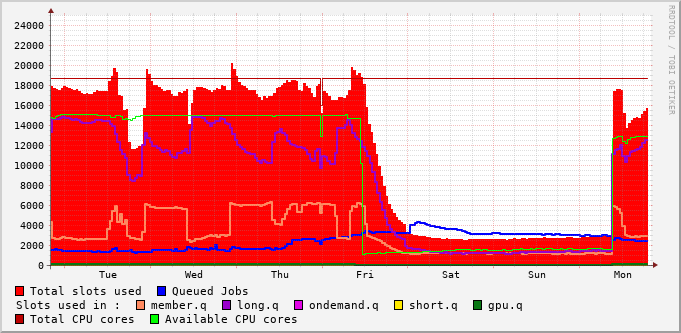 RRDTOOL / TOBI OETIKER
24000
22000
20000
18000
16000
14000
12000
10000
8000
6000
4000
2000
0
Tue Wed Thu Fri Sat Sun Mon
Total slots used Queued Jobs
Slots used in : member.q long.q ondemand.q short.q gpu.q
Total CPU cores Available CPU cores